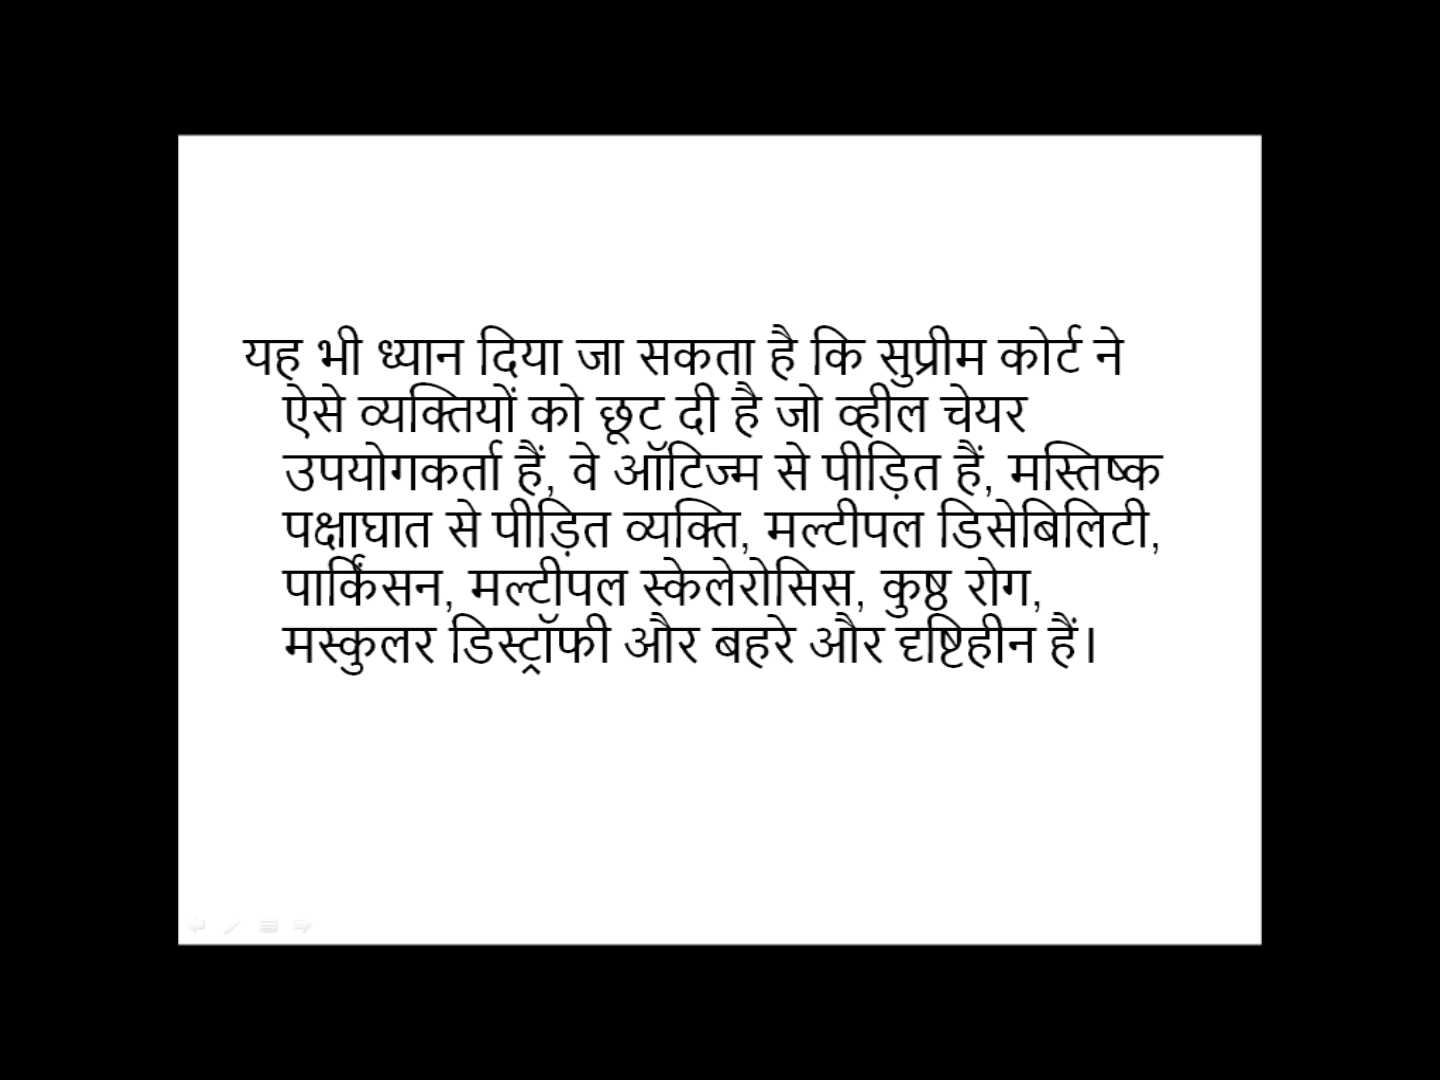 यह भी ध्यान दिया जा सकता है कि सुप्रीम कोर्ट ने
ऐसे व्यक्तियों को छूट दी है जो व्हील चेयर
उपयोगकर्ता हैं, वे ऑटिज्म से पीड़ित हैं, मस्तिष्क
पक्षाघात से पीड़ित व्यक्ति, मल्टीपल डिसेबिलिटी,
पार्किंसन, मल्टीपल स्केलेरोसिस, कुष्ठ रोग,
मस्कुलर डिस्ट्रॉफी और बहरे और दृष्टिहीन हैं।